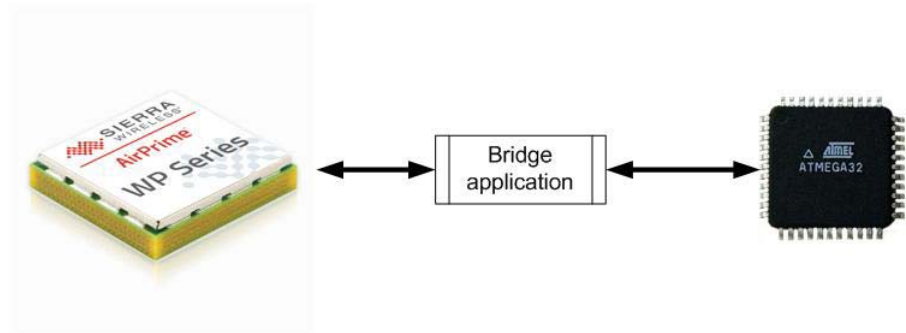 SIERRA
WIRELESS
AirPrime
WP Series
Bridge
application
ATMEL
ATMEGA32